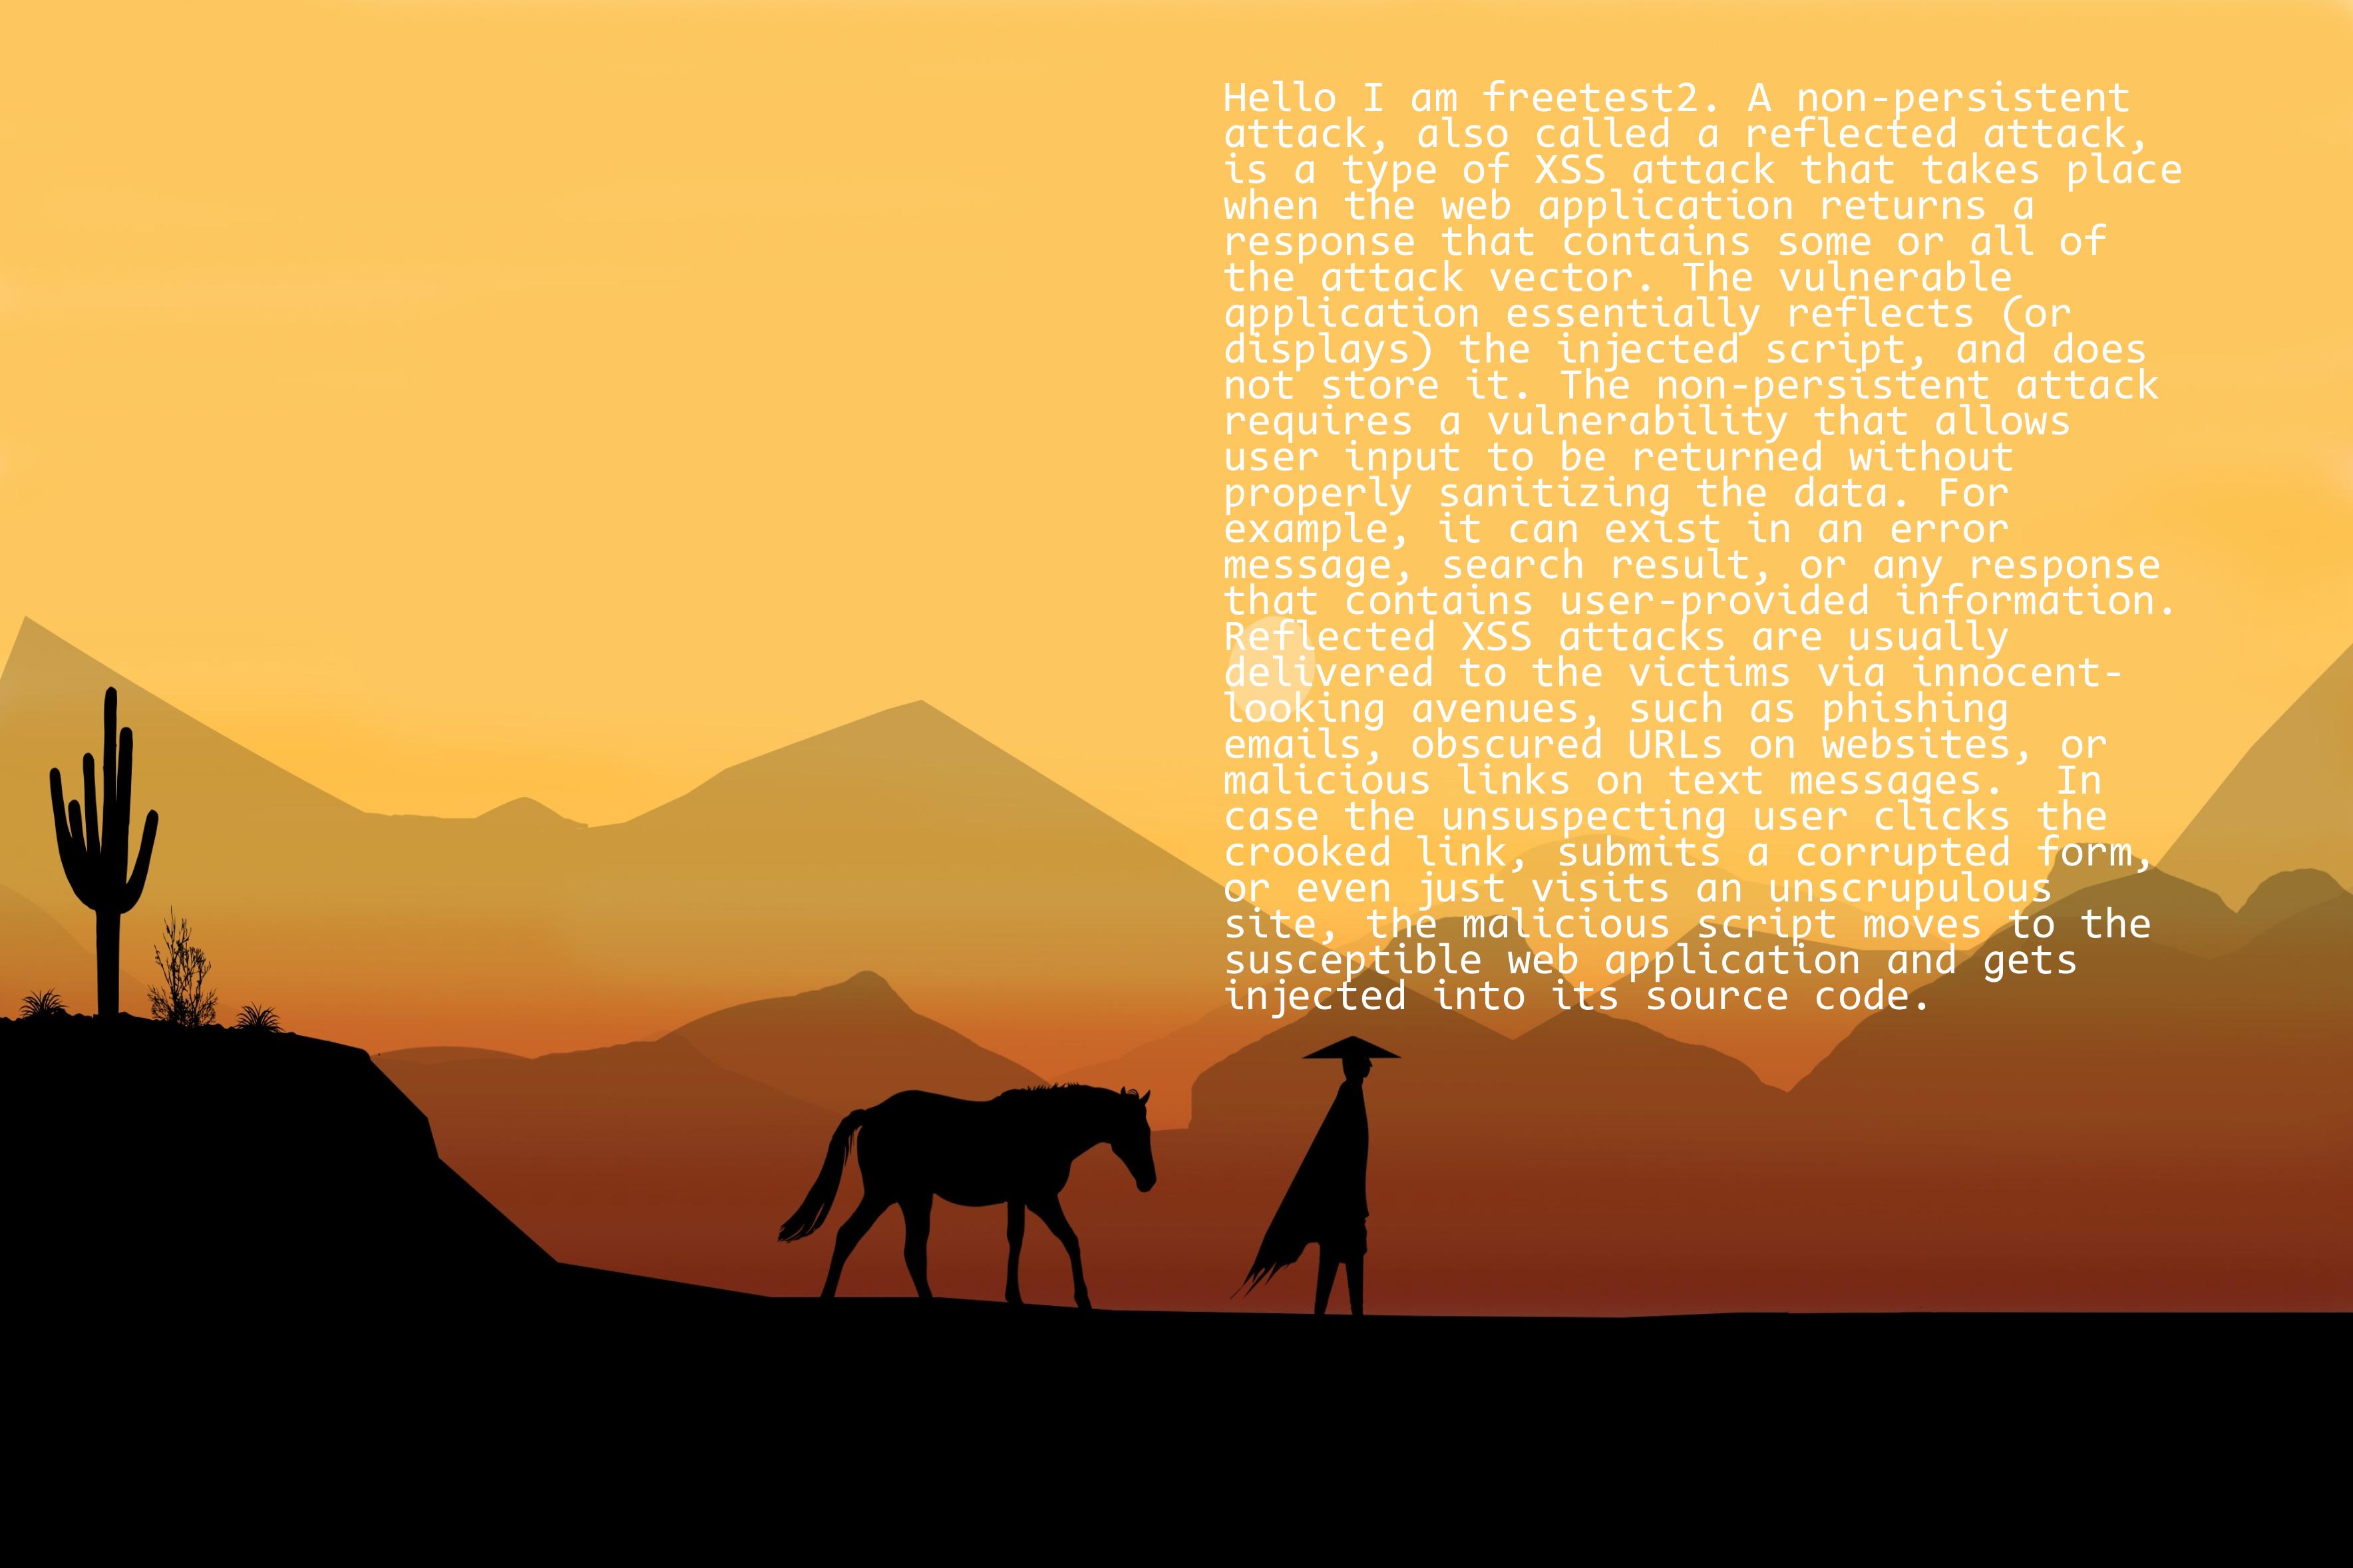 Hello I am freetest2. A non-persistent
attack, also called a reflected attack,
is a type of XSS attack that takes place
when the web application returns a
response that contains some or all of
the attack vector. The vulnerable
application essentially reflects (or
displays) the injected script, and does
not store it. The non-persistent attack
requires a vulnerability that allows
user input to be returned without
properly sanitizing the data. For
example, it can exist in an error
message, search result, or any response
that contains user-provided information.
Reflected XSS attacks are usually
delivered to the victims via innocent-
looking avenues, such as phishing
emails, obscured URLs on websites, or
malicious links on text messages.  In
case the unsuspecting user clicks the
crooked link, submits a corrupted form,
or even just visits an unscrupulous
site, the malicious script moves to the
susceptible web application and gets
injected into its source code.